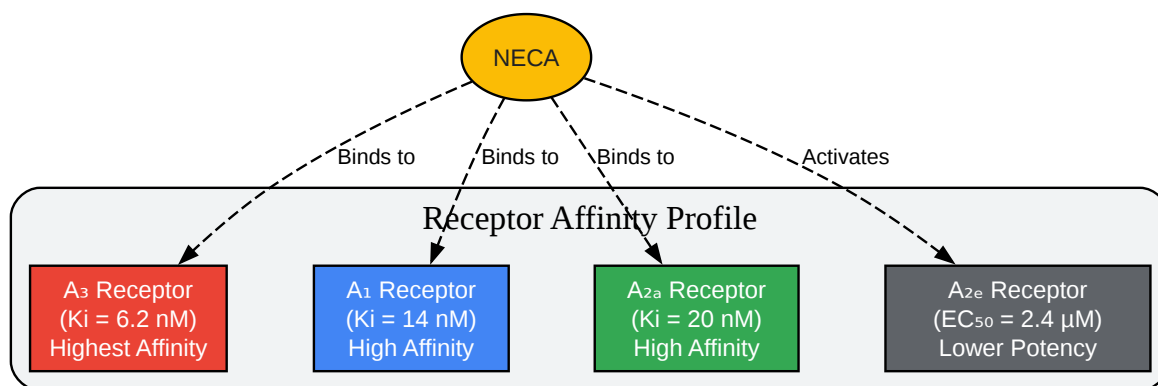 NECA
Binds to
Binds to
Binds to
Activates
Receptor Affinity Profile
A₃ Receptor
(Ki = 6.2 nM)
Highest Affinity
A₁ Receptor
(Ki = 14 nM)
High Affinity
A₂ₐ Receptor
(Ki = 20 nM)
High Affinity
A₂ₑ Receptor
(EC₅₀ = 2.4 µM)
Lower Potency